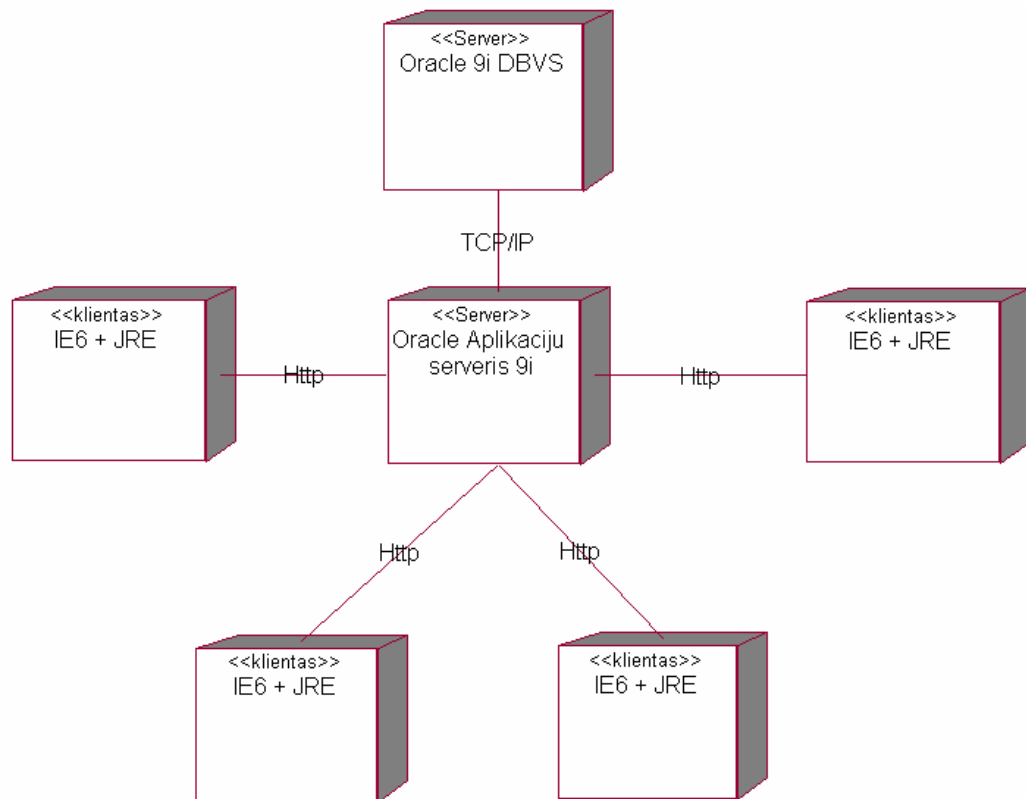 <<Server>>
Oracle 9i DBVS
TCP/IP
<<klientas>>
IE6 + JRE
<<Server>>
Oracle Aplikaciju
serveris 9i
<<klientas>>
IE6 + JRE
Http
Http
Http
Http
<<klientas>>
IE6 + JRE
<<klientas>>
IE6 + JRE